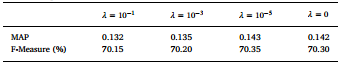 λ = 10⁻¹ λ = 10⁻³ λ = 10⁻⁵ λ = 0
MAP 0.132 0.135 0.143 0.142
F-Measure (%) 70.15 70.20 70.35 70.30